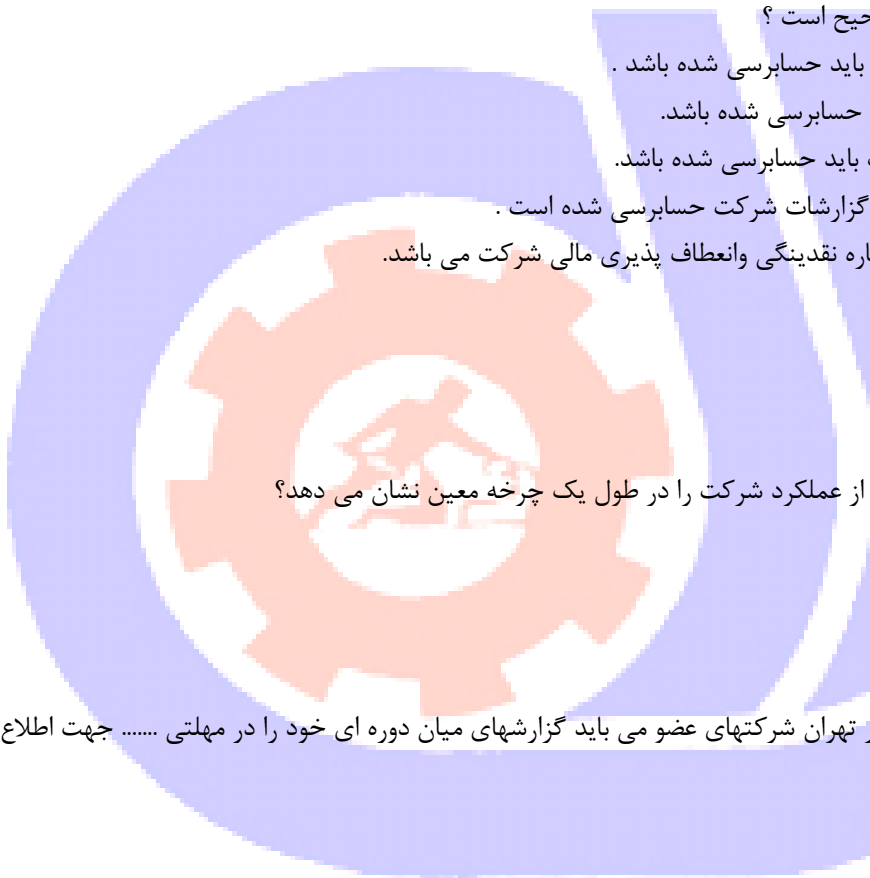 حیح است ؟
باید حسابرسی شده باشد .
حسابرسی شده باشد.
باید حسابرسی شده باشد.
گزارشات شرکت حسابرسی شده است .
اره نقدینگی وانعطاف پذیری مالی شرکت می باشد.
از عملکرد شرکت را در طول یک چرخه معین نشان می دهد؟
تهران شرکتهای عضو می باید گزارشهای میان دوره ای خود را در مهلتی ....... جهت اطلاع